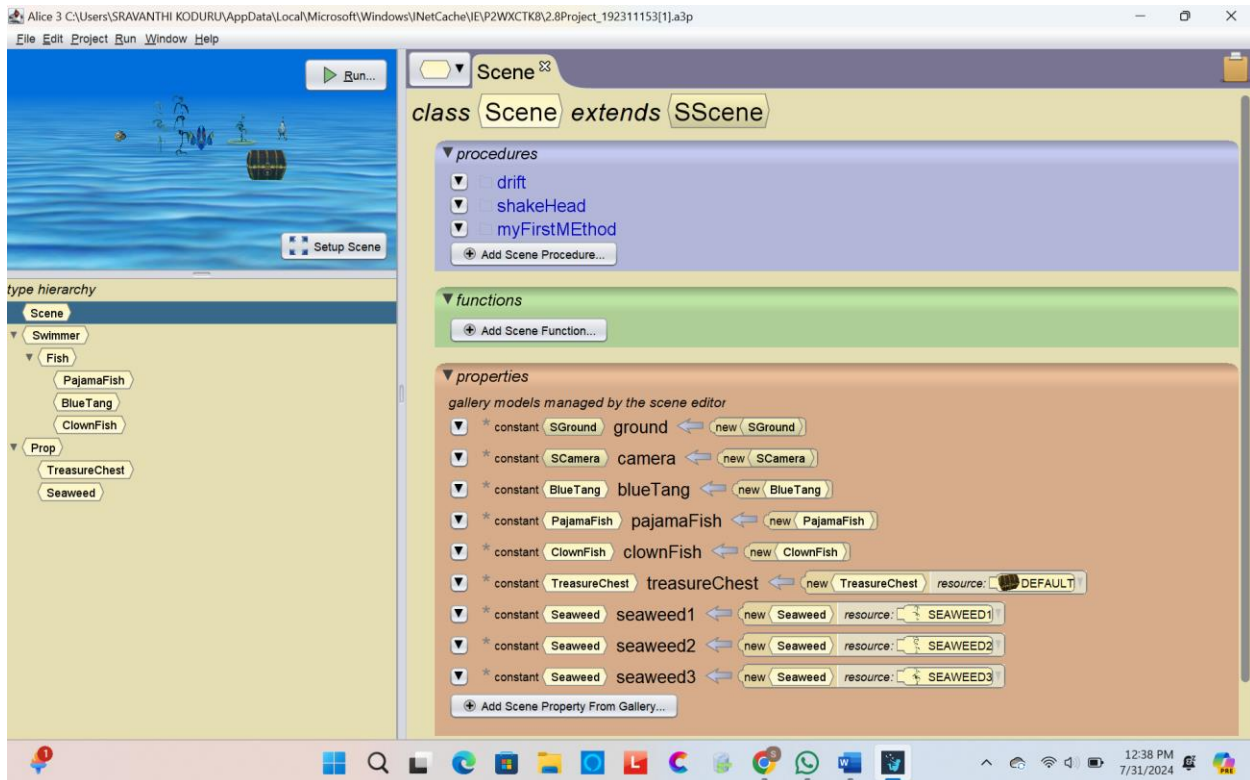 Alice 3 C:\Users\SRAVANTHI KODURU\AppData\Local\Microsoft\Windows\INetCache\IE\P2WXCTK8\2.8Project_192311153[1].a3p
File Edit Project Run Window Help
Run...
Setup Scene
type hierarchy
Scene
Swimmer
Fish
PajamaFish
BlueTang
ClownFish
Prop
TreasureChest
Seaweed
Scene
class Scene extends SScene
procedures
drift
shakeHead
myFirstMEthod
Add Scene Procedure...
functions
Add Scene Function...
properties
gallery models managed by the scene editor
* constant SGround ground new SGround
* constant SCamera camera new SCamera
* constant BlueTang blueTang new BlueTang
* constant PajamaFish pajamaFish new PajamaFish
* constant ClownFish clownFish new ClownFish
* constant TreasureChest treasureChest new TreasureChest resource: DEFAULT
* constant Seaweed seaweed1 new Seaweed resource: SEAWEED1
* constant Seaweed seaweed2 new Seaweed resource: SEAWEED2
* constant Seaweed seaweed3 new Seaweed resource: SEAWEED3
Add Scene Property From Gallery...
1
L
12:38 PM
7/31/2024
PRE